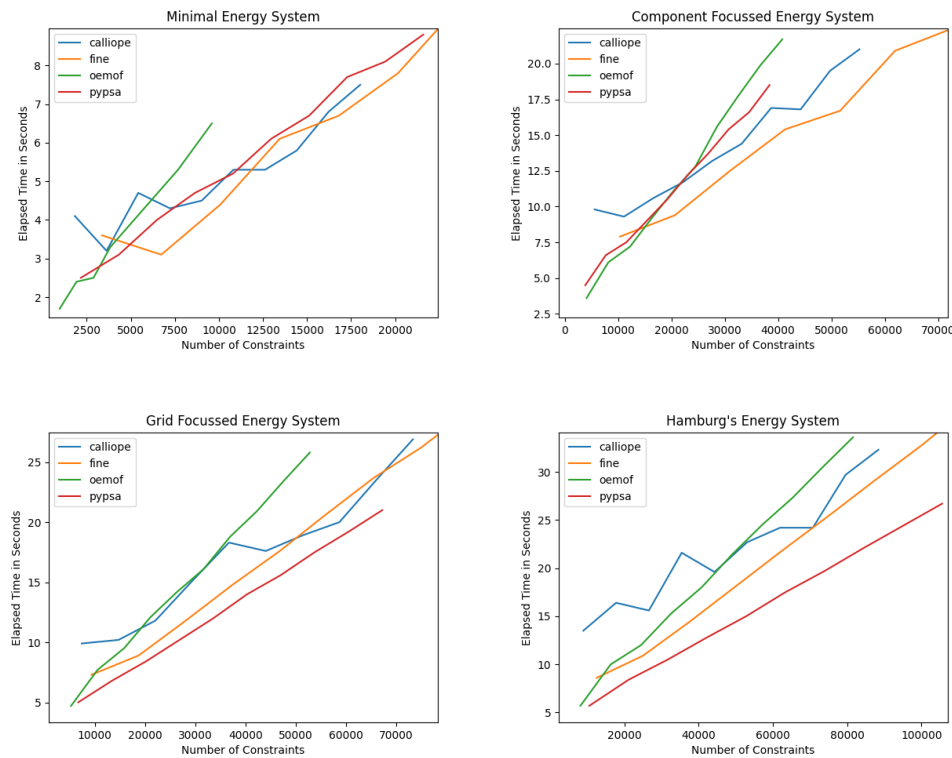 Minimal Energy System
calliope
fine
oemof
pypsa
Elapsed Time in Seconds
8
7
6
5
4
3
2
2500 5000 7500 10000 12500 15000 17500 20000
Number of Constraints
Component Focussed Energy System
calliope
fine
oemof
pypsa
Elapsed Time in Seconds
20.0
17.5
15.0
12.5
10.0
7.5
5.0
2.5
0 10000 20000 30000 40000 50000 60000 70000
Number of Constraints
Grid Focussed Energy System
calliope
fine
oemof
pypsa
Elapsed Time in Seconds
25
20
15
10
5
10000 20000 30000 40000 50000 60000 70000
Number of Constraints
Hamburg's Energy System
calliope
fine
oemof
pypsa
Elapsed Time in Seconds
30
25
20
15
10
5
20000 40000 60000 80000 100000
Number of Constraints